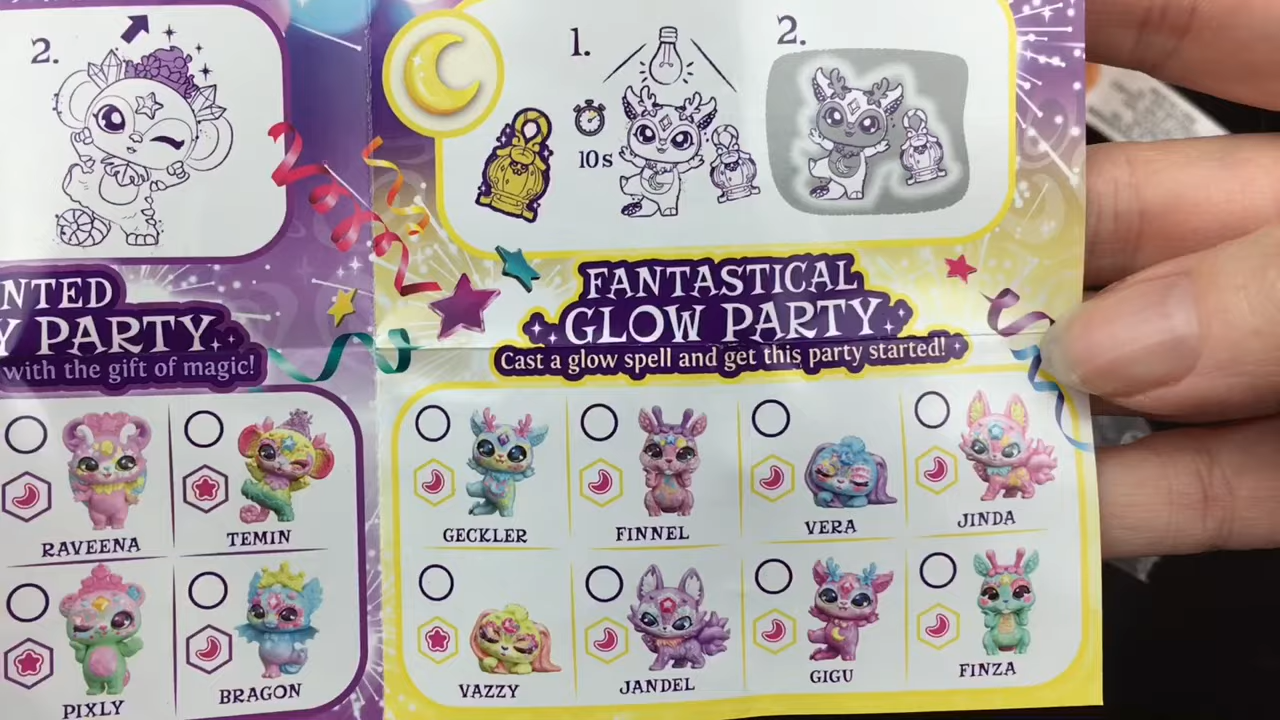 2.
1.
10s
2.
NTED
Y PARTY
with the gift of magic!
RAVEENA
TEMIN
PIXLY
BRAGON
FANTASTICAL
GLOW PARTY
Cast a glow spell and get this party started!
GECKLER
FINNEL
VERA
JINDA
VAZZY
JANDEL
GIGU
FINZA